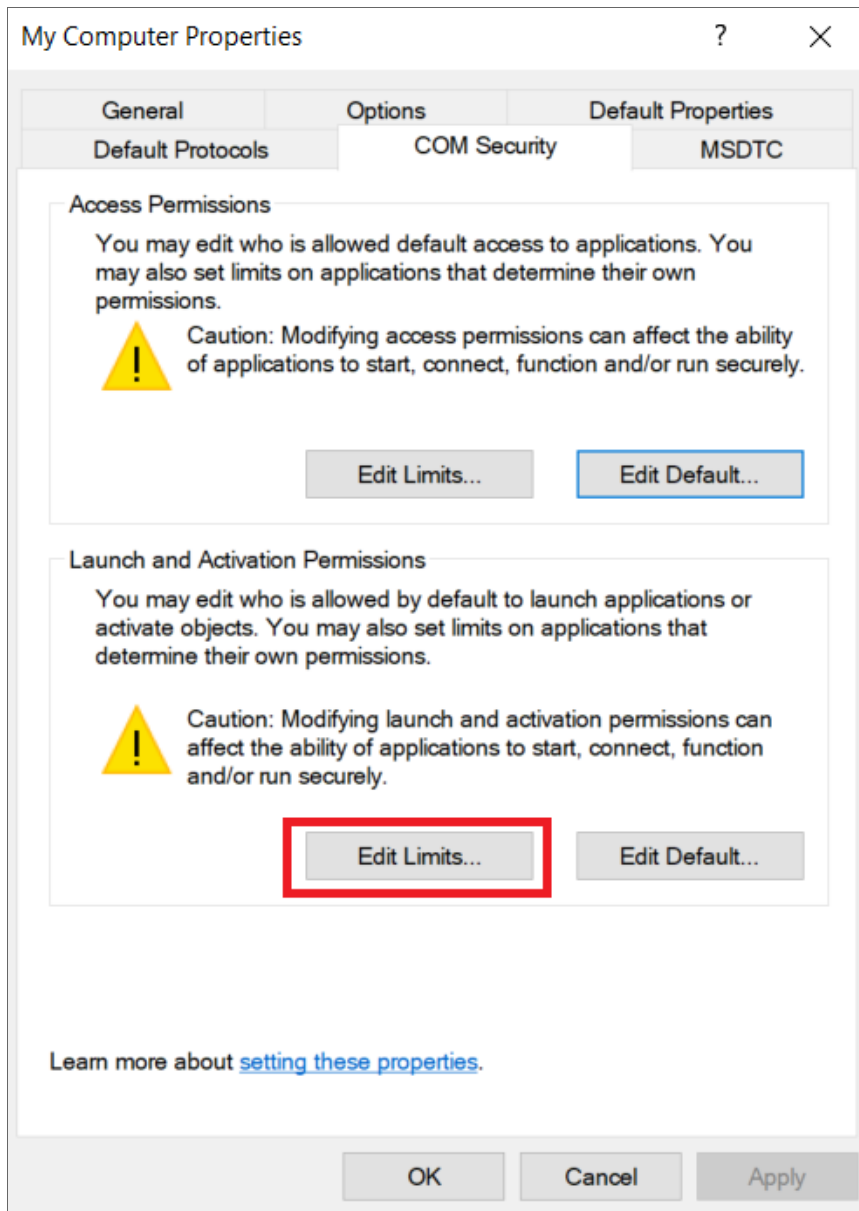 My Computer Properties ?
General Options Default Properties
Default Protocols COM Security MSDTC
Access Permissions
You may edit who is allowed default access to applications. You
may also set limits on applications that determine their own
permissions.
Caution: Modifying access permissions can affect the ability
of applications to start, connect, function and/or run securely.
Edit Limits... Edit Default...
Launch and Activation Permissions
You may edit who is allowed by default to launch applications or
activate objects. You may also set limits on applications that
determine their own permissions.
Caution: Modifying launch and activation permissions can
affect the ability of applications to start, connect, function
and/or run securely.
Edit Limits... Edit Default...
Learn more about setting these properties.
OK Cancel Apply